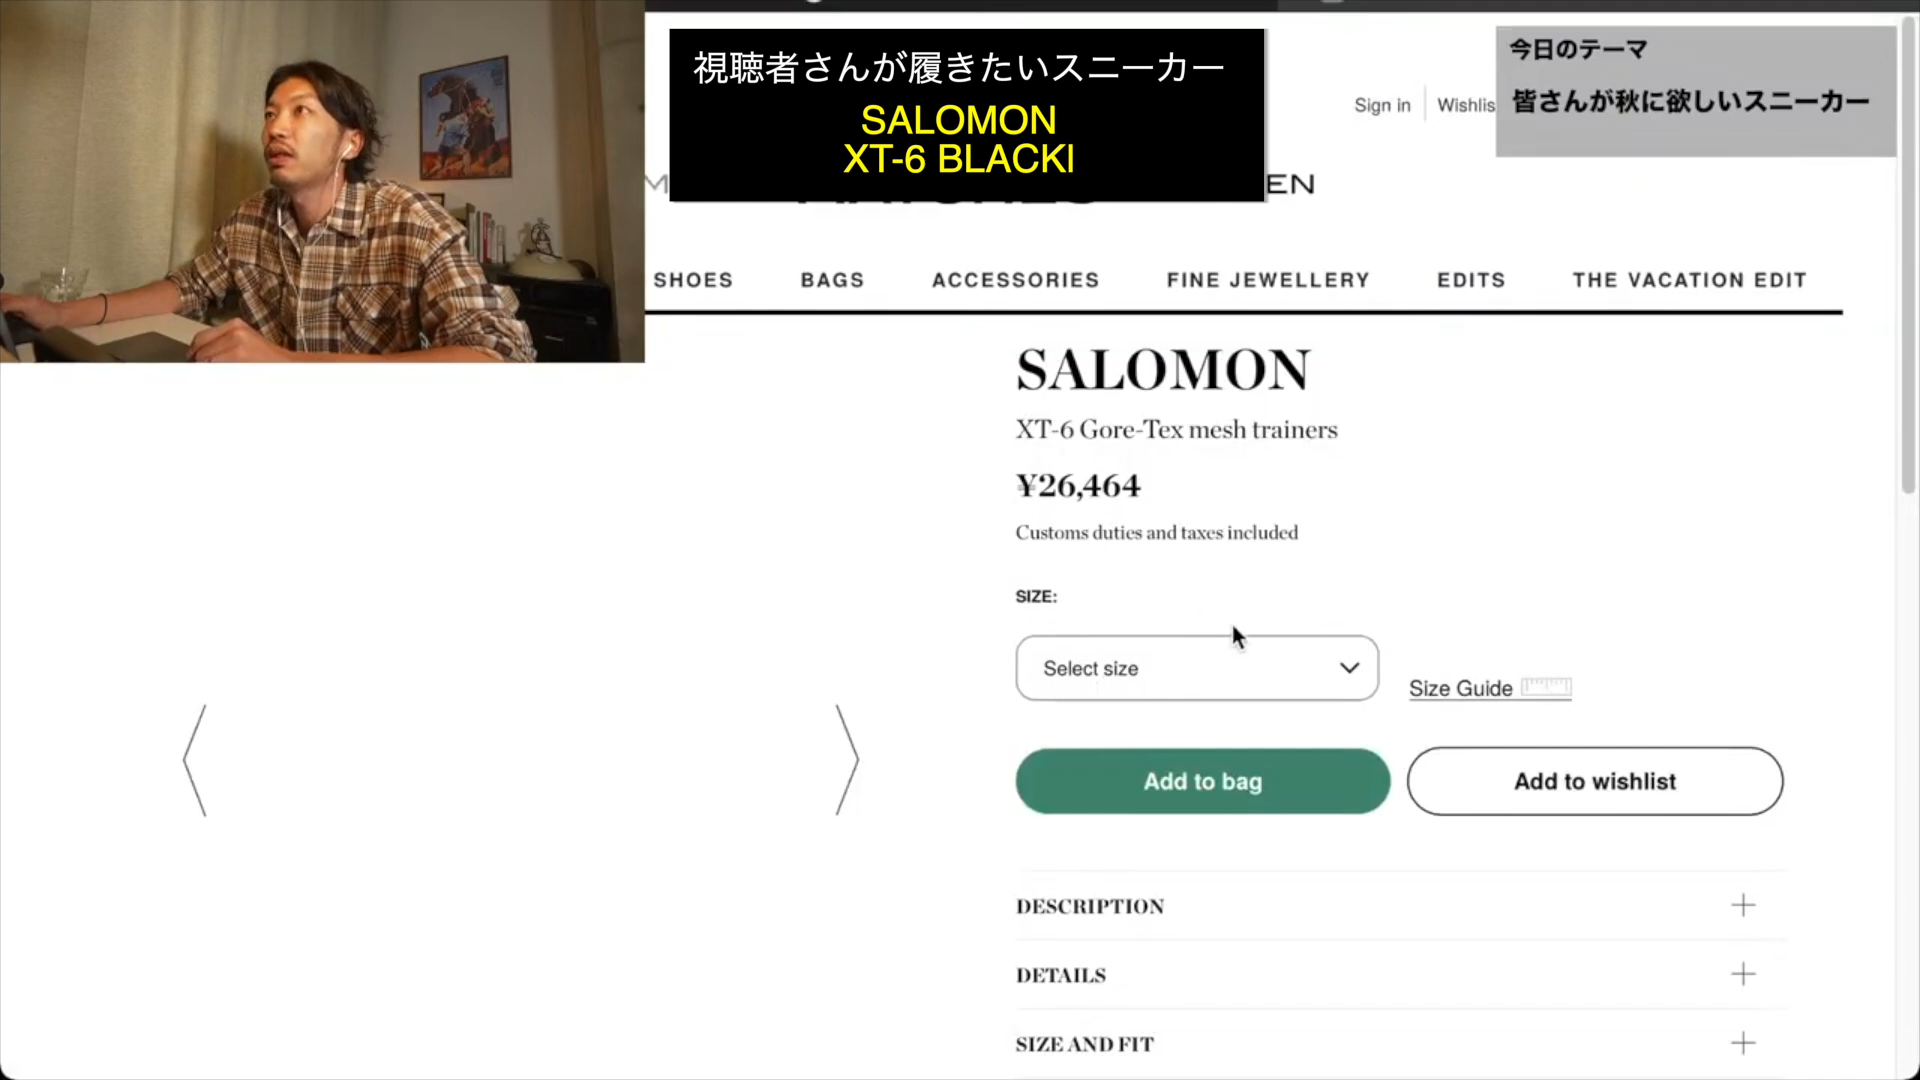 視聴者さんが履きたいスニーカー
SALOMON
XT-6 BLACKI
今日のテーマ
皆さんが秋に欲しいスニーカー
Sign in
Wishlis
EN
SHOES
BAGS
ACCESSORIES
FINE JEWELLERY
EDITS
THE VACATION EDIT
SALOMON
XT-6 Gore-Tex mesh trainers
¥26,464
Customs duties and taxes included
SIZE:
Select size
Size Guide
Add to bag
Add to wishlist
DESCRIPTION
DETAILS
SIZE AND FIT